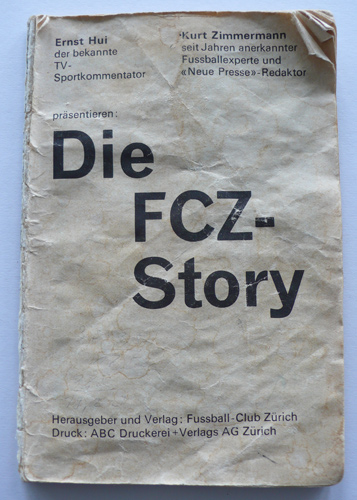 Ernst Hui
der bekannte
TV-
Sportkommentator
Kurt Zimmermann
seit Jahren anerkannter
Fussballexperte und
«Neue Presse»-Redaktor
präsentieren:
Die
FCZ-
Story
Herausgeber und Verlag: Fussball-Club Zürich
Druck: ABC Druckerei+Verlags AG Zürich